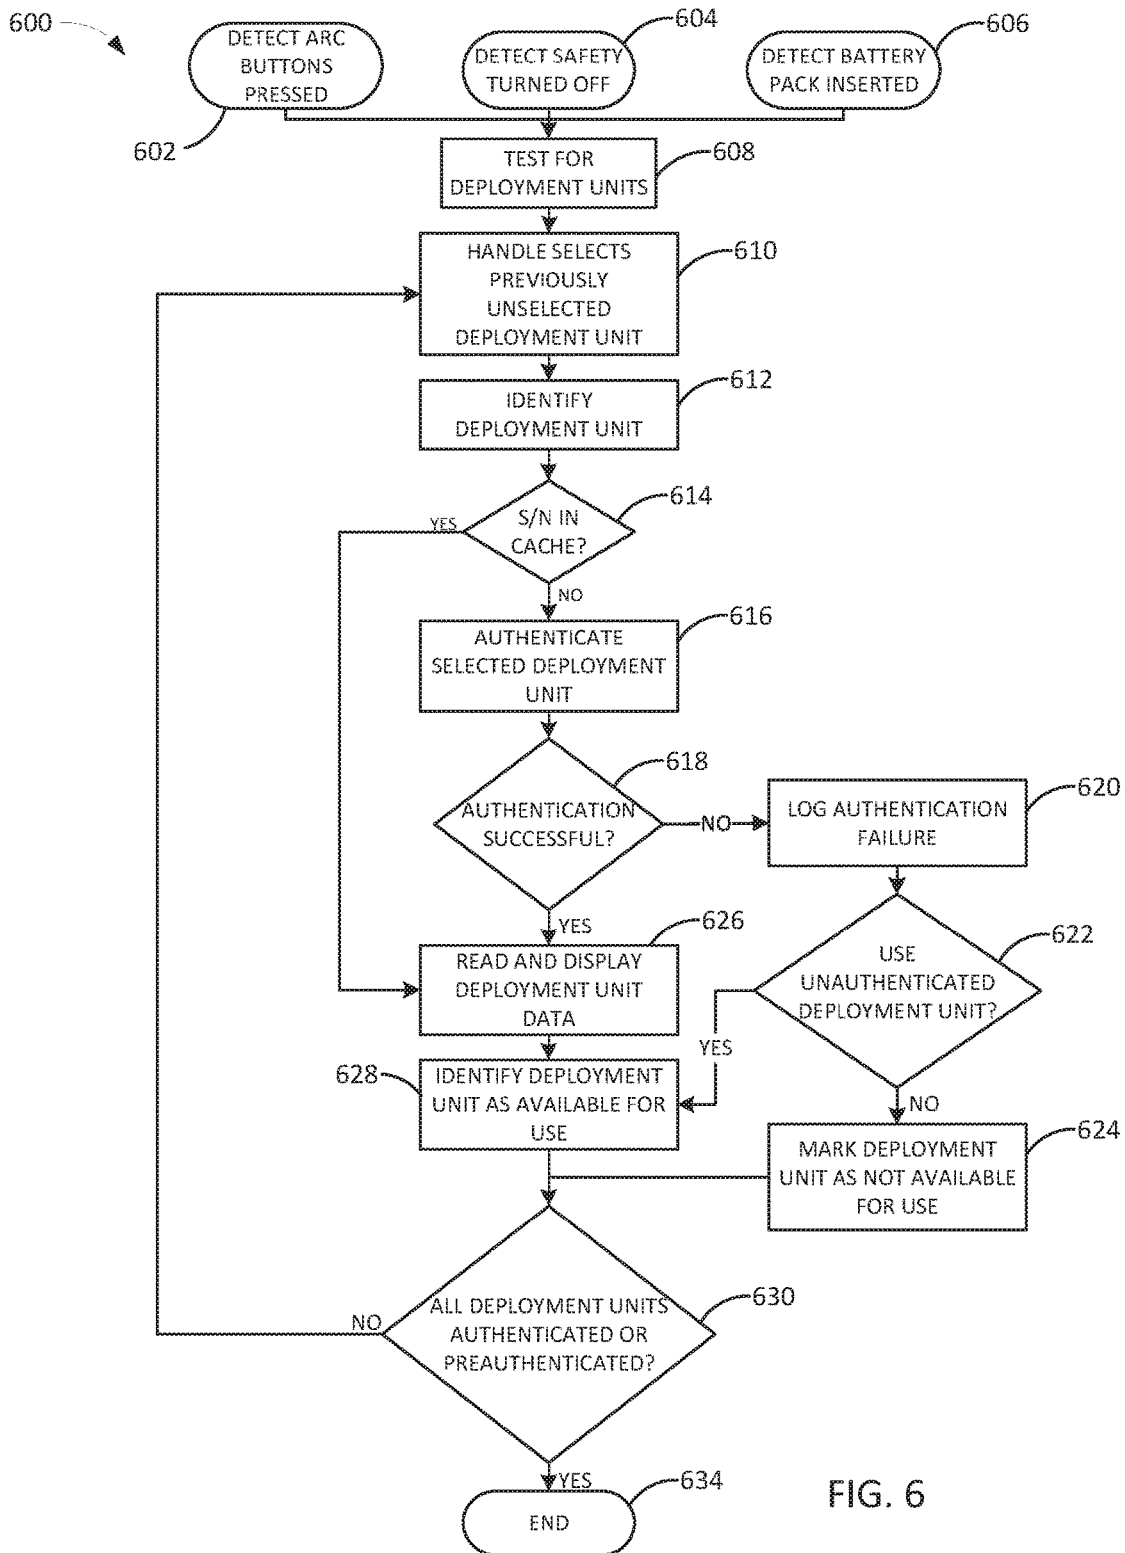 600
DETECT ARC
BUTTONS
PRESSED
602
DETECT SAFETY
TURNED OFF
604
DETECT BATTERY
PACK INSERTED
606
TEST FOR
DEPLOYMENT UNITS
608
HANDLE SELECTS
PREVIOUSLY
UNSELECTED
DEPLOYMENT UNIT
610
IDENTIFY
DEPLOYMENT UNIT
612
S/N IN
CACHE?
614
YES
NO
AUTHENTICATE
SELECTED DEPLOYMENT
UNIT
616
AUTHENTICATION
SUCCESSFUL?
618
NO
LOG AUTHENTICATION
FAILURE
620
YES
USE
UNAUTHENTICATED
DEPLOYMENT UNIT?
622
READ AND DISPLAY
DEPLOYMENT UNIT
DATA
626
YES
NO
628
IDENTIFY DEPLOYMENT
UNIT AS AVAILABLE FOR
USE
MARK DEPLOYMENT
UNIT AS NOT AVAILABLE
FOR USE
624
ALL DEPLOYMENT UNITS
AUTHENTICATED OR
PREAUTHENTICATED?
630
NO
YES
END
634
FIG. 6